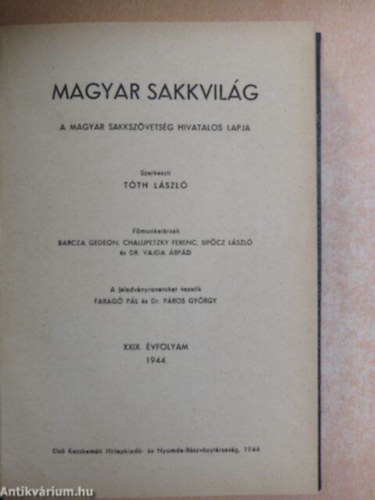 MAGYAR SAKKVILÁG
A MAGYAR SAKKSZÖVETSÉG HIVATALOS LAPJA
Szerkeszti
TÓTH LÁSZLÓ
Főmunkatársak
BARCZA GEDEON, CHALUPETZKY FERENC, SIPŐCZ LÁSZLÓ
és DR. VAJDA ÁRPÁD
A feladványrovatokat vezetik
FARAGÓ PÁL és Dr. PÁROS GYÖRGY
XXIX. ÉVFOLYAM
1944.
Első Kecskeméti Hírlapkiadó- és Nyomda-Részvénytársaság, 1944
Antikvárium.hu